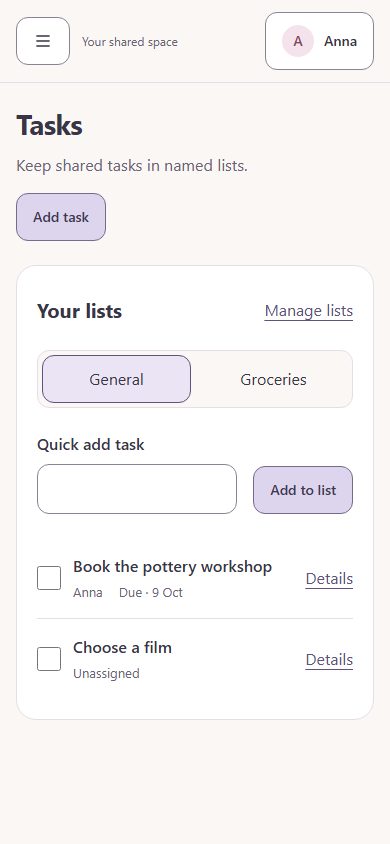 Your shared space
A Anna
Tasks
Keep shared tasks in named lists.
Add task
Your lists
Manage lists
General
Groceries
Quick add task
Add to list
Book the pottery workshop
Anna Due · 9 Oct
Details
Choose a film
Unassigned
Details